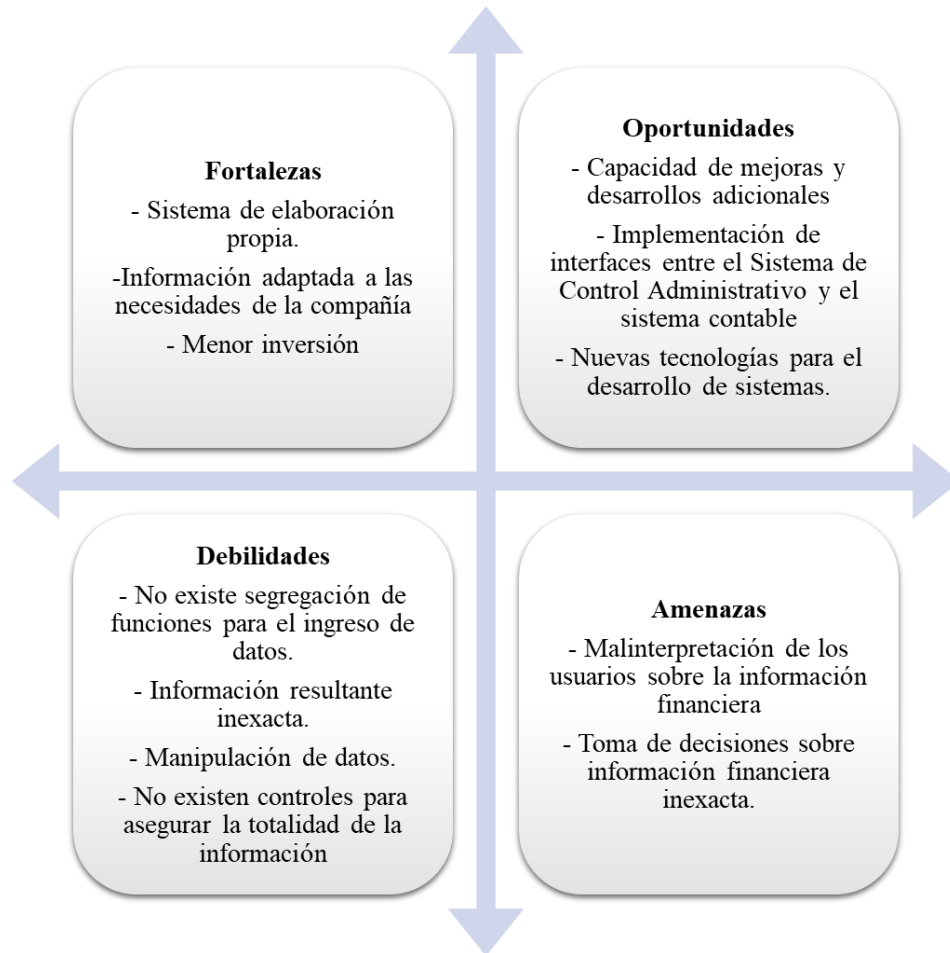 Fortalezas
- Sistema de elaboración
propia.
-Información adaptada a las
necesidades de la compañía
- Menor inversión
Oportunidades
- Capacidad de mejoras y
desarrollos adicionales
- Implementación de
interfaces entre el Sistema de
Control Administrativo y el
sistema contable
- Nuevas tecnologías para el
desarrollo de sistemas.
Debilidades
- No existe segregación de
funciones para el ingreso de
datos.
- Información resultante
inexacta.
- Manipulación de datos.
- No existen controles para
asegurar la totalidad de la
información
Amenazas
- Malinterpretación de los
usuarios sobre la información
financiera
- Toma de decisiones sobre
información financiera
inexacta.